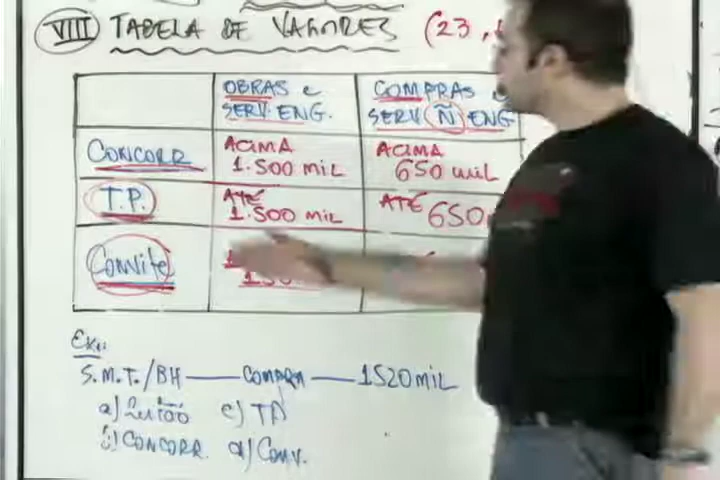 VIII TABELA DE VALORES (23,
OBRAS e
SERV. ENG.
COMPRAS e
SERV Ñ ENG
CONCORR
ACIMA
1.500 MIL
ACIMA
650 MIL
T.P.
ATÉ
1.500 MIL
ATÉ 650
Convite
150
Ex.:
S.M.T./BH — COMPRA — 1520 MIL
a) Leilão c) TP
b) CONCORR. d) Conv.